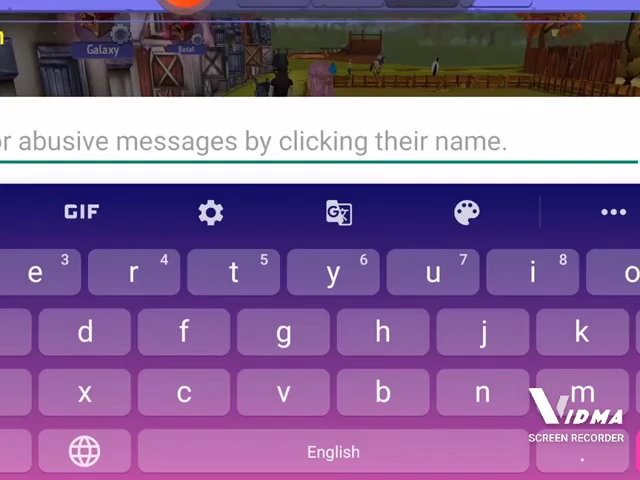 n
Galaxy Beta!
or abusive messages by clicking their name.
GIF G
e 3 r 4 t 5 y 6 u 7 i 8 o
d f g h j k
x c v b n m
VIDMA
SCREEN RECORDER
English .